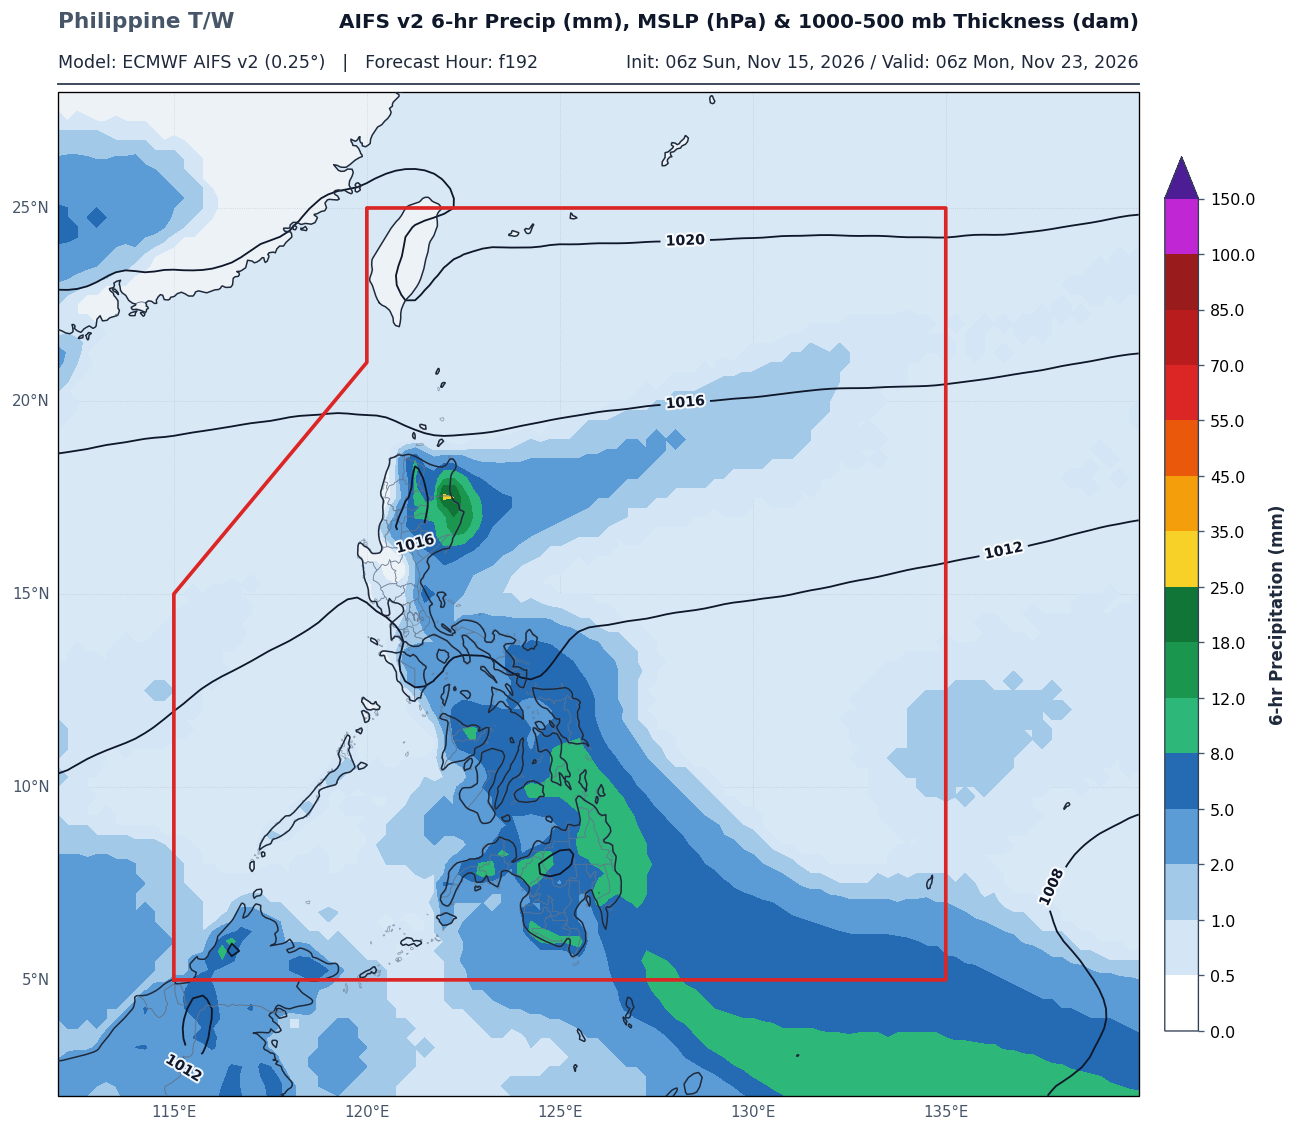 Philippine T/W
AIFS v2 6-hr Precip (mm), MSLP (hPa) & 1000-500 mb Thickness (dam)
Model: ECMWF AIFS v2 (0.25°) | Forecast Hour: f192
Init: 06z Sun, Nov 15, 2026 / Valid: 06z Mon, Nov 23, 2026
25°N
20°N
15°N
10°N
5°N
115°E
120°E
125°E
130°E
135°E
1020
1016
1016
1012
1008
1012
150.0
100.0
85.0
70.0
55.0
45.0
35.0
25.0
18.0
12.0
8.0
5.0
2.0
1.0
0.5
0.0
6-hr Precipitation (mm)